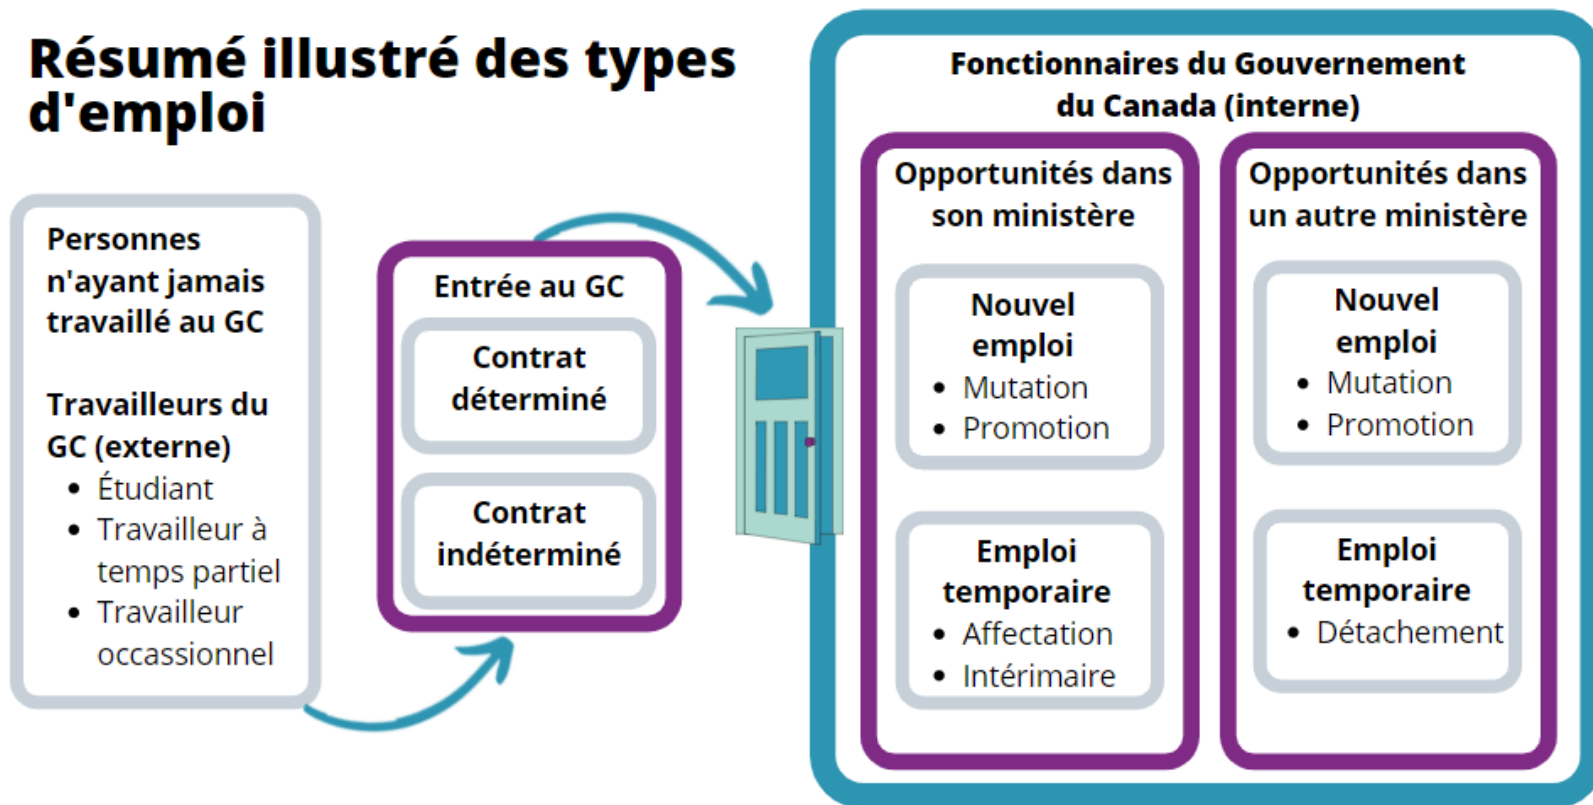 Résumé illustré des types
d'emploi
Personnes
n'ayant jamais
travaillé au GC
Travailleurs du
GC (externe)
• Étudiant
• Travailleur à
temps partiel
• Travailleur
occassionnel
Entrée au GC
Contrat
déterminé
Contrat
indéterminé
Fonctionnaires du Gouvernement
du Canada (interne)
Opportunités dans
son ministère
Nouvel
emploi
• Mutation
• Promotion
Emploi
temporaire
• Affectation
• Intérimaire
Opportunités dans
un autre ministère
Nouvel
emploi
• Mutation
• Promotion
Emploi
temporaire
• Détachement